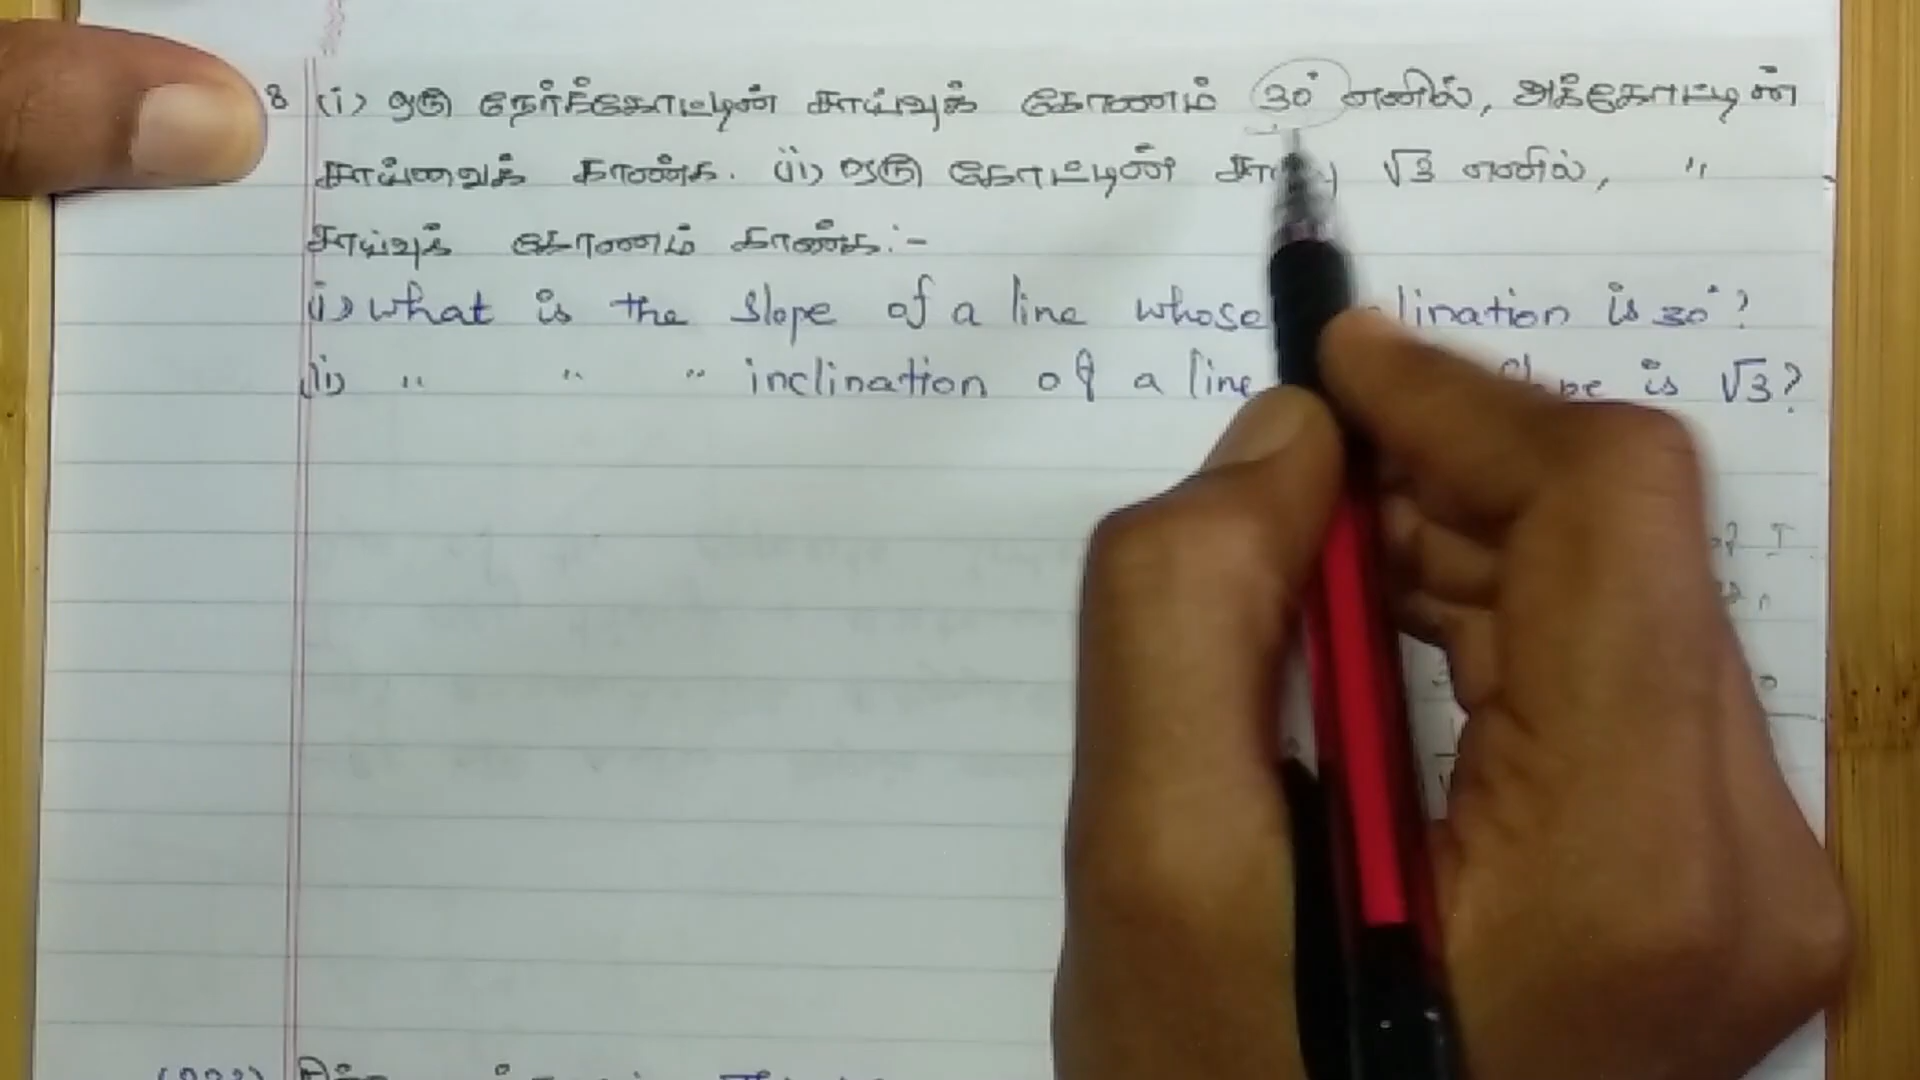 8 (i) ஒரு நேர்க்கோட்டின் சாய்வுக் கோணம் 30° எனில், அக்கோட்டின்
சாய்வைக் காண்க. (ii) ஒரு கோட்டின் √3 எனில், "
சாய்வுக் கோணம் காண்க:-
(i) What is the slope of a line whose is 30°?
(ii) " " " inclination of a line is √3?